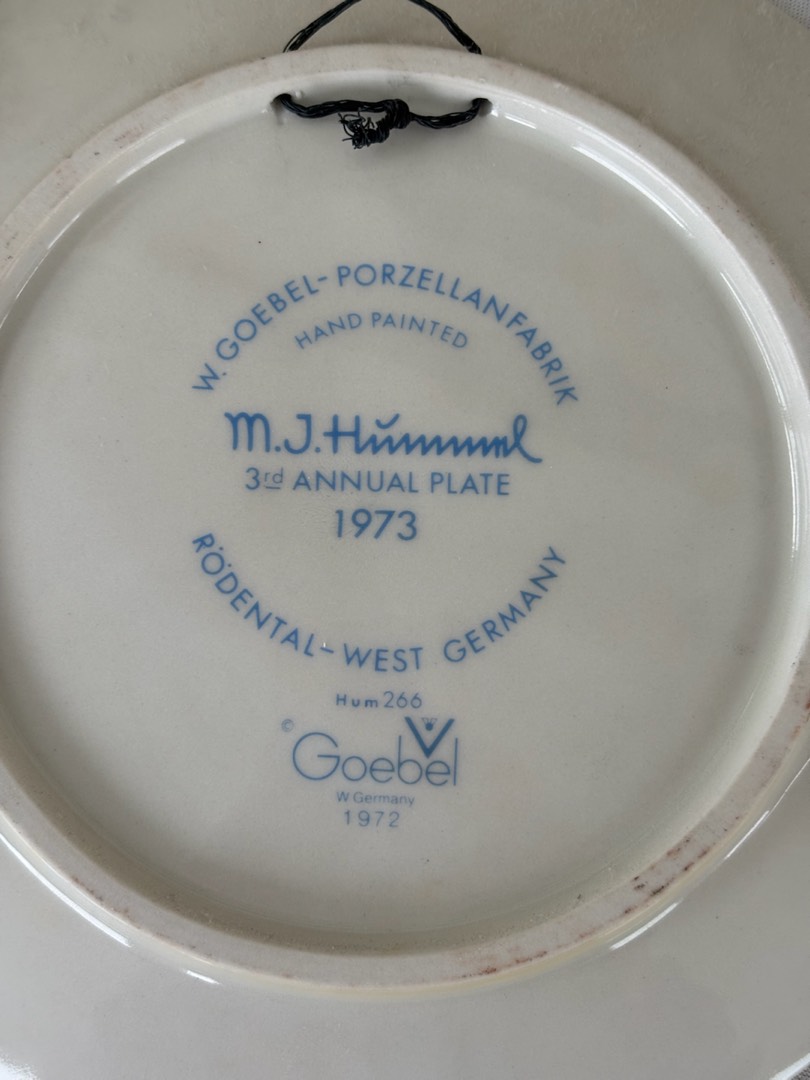 W. GOEBEL-PORZELLANFABRIK
HAND PAINTED
M.J.Hummel
3rd ANNUAL PLATE
1973
RÖDENTAL-WEST GERMANY
Hum 266
© Goebel
W Germany
1972